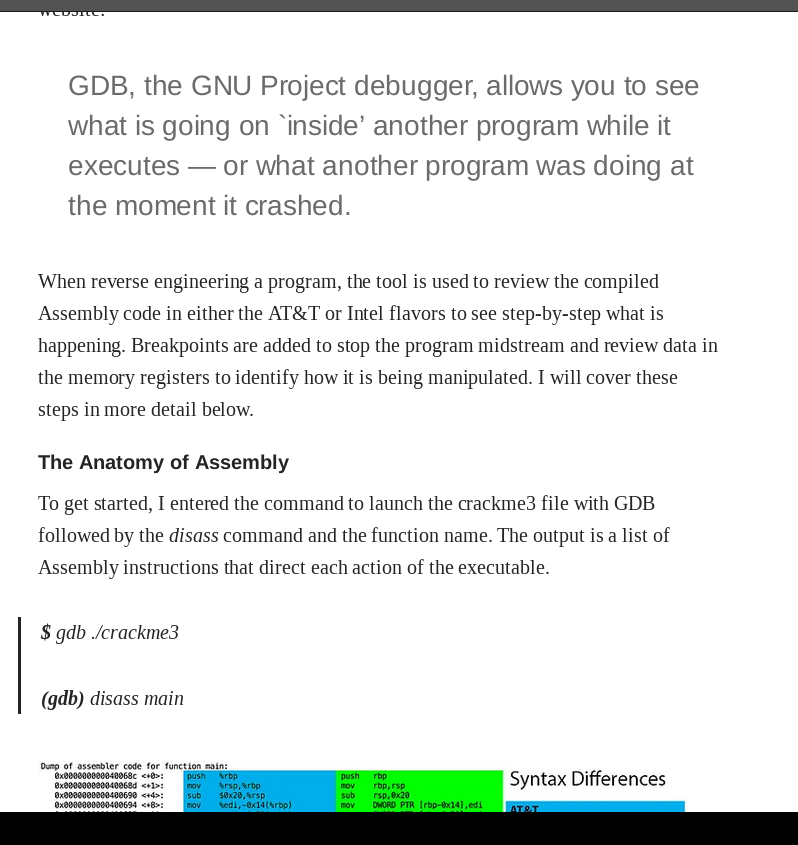 website:
GDB, the GNU Project debugger, allows you to see
what is going on `inside’ another program while it
executes — or what another program was doing at
the moment it crashed.
When reverse engineering a program, the tool is used to review the compiled
Assembly code in either the AT&T or Intel flavors to see step-by-step what is
happening. Breakpoints are added to stop the program midstream and review data in
the memory registers to identify how it is being manipulated. I will cover these
steps in more detail below.
The Anatomy of Assembly
To get started, I entered the command to launch the crackme3 file with GDB
followed by the disass command and the function name. The output is a list of
Assembly instructions that direct each action of the executable.
$ gdb ./crackme3
(gdb) disass main
Dump of assembler code for function main:
0x000000000040068c <+0>: push %rbp push rbp
0x000000000040068d <+1>: mov %rsp,%rbp mov rbp,rsp
0x0000000000400690 <+4>: sub $0x20,%rsp sub rsp,0x20
0x0000000000400694 <+8>: mov %edi,-0x14(%rbp) mov DWORD PTR [rbp-0x14],edi
Syntax Differences
AT&T